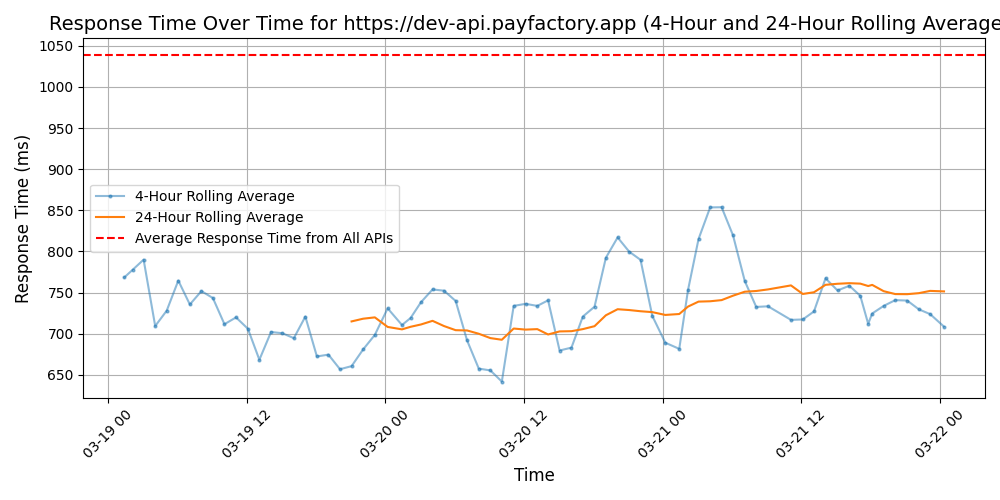 Response Time Over Time for https://dev-api.payfactory.app (4-Hour and 24-Hour Rolling Average
Response Time (ms)
1050
1000
950
900
850
800
750
700
650
4-Hour Rolling Average
24-Hour Rolling Average
Average Response Time from All APIs
03-19 00
03-19 12
03-20 00
03-20 12
03-21 00
03-21 12
03-22 00
Time